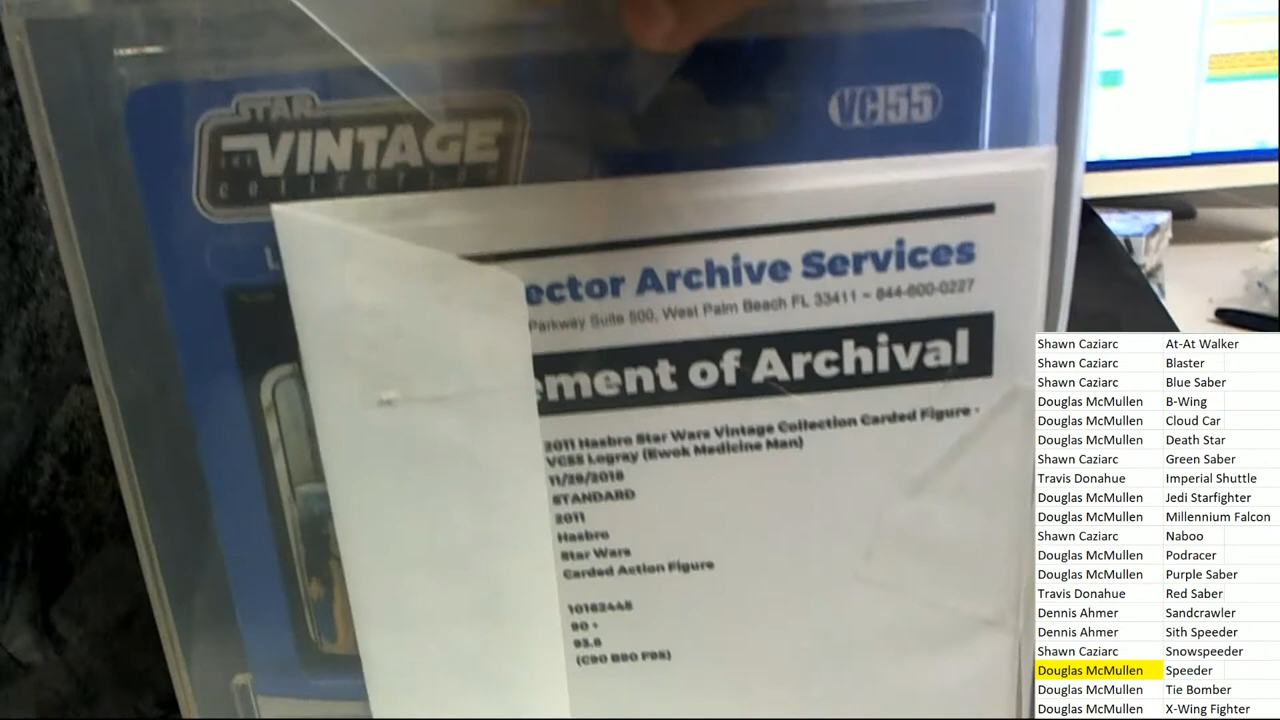 STAR
THE VINTAGE
COLLECTION
VC55
L
ector Archive Services
Parkway Suite 500, West Palm Beach FL 33411 ~ 844-600-0227
ement of Archival
2011 Hasbro Star Wars Vintage Collection Carded Figure -
VC55 Logray (Ewok Medicine Man)
11/29/2018
STANDARD
2011
Hasbro
Star Wars
Carded Action Figure
10162448
90 +
93.8
(C90 B90 F95)
Shawn Caziarc At-At Walker
Shawn Caziarc Blaster
Shawn Caziarc Blue Saber
Douglas McMullen B-Wing
Douglas McMullen Cloud Car
Douglas McMullen Death Star
Shawn Caziarc Green Saber
Travis Donahue Imperial Shuttle
Douglas McMullen Jedi Starfighter
Douglas McMullen Millennium Falcon
Shawn Caziarc Naboo
Douglas McMullen Podracer
Douglas McMullen Purple Saber
Travis Donahue Red Saber
Dennis Ahmer Sandcrawler
Dennis Ahmer Sith Speeder
Shawn Caziarc Snowspeeder
Douglas McMullen Speeder
Douglas McMullen Tie Bomber
Douglas McMullen X-Wing Fighter